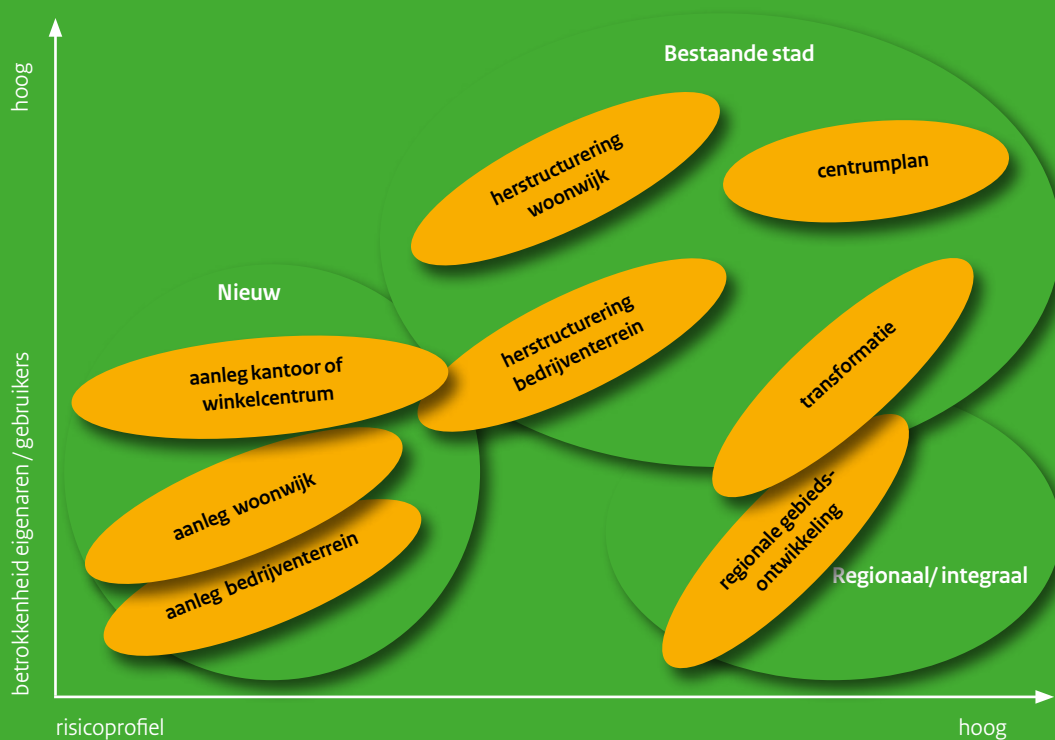 hoog
Bestaande stad
herstructurering
woonwijk
centrumplan
Nieuw
herstructurering
bedrijventerrein
aanleg kantoor of
winkelcentrum
transformatie
betrokkenheid eigenaren / gebruikers
aanleg woonwijk
regionale gebieds-
ontwikkeling
aanleg bedrijventerrein
Regionaal/ integraal
risicoprofiel
hoog